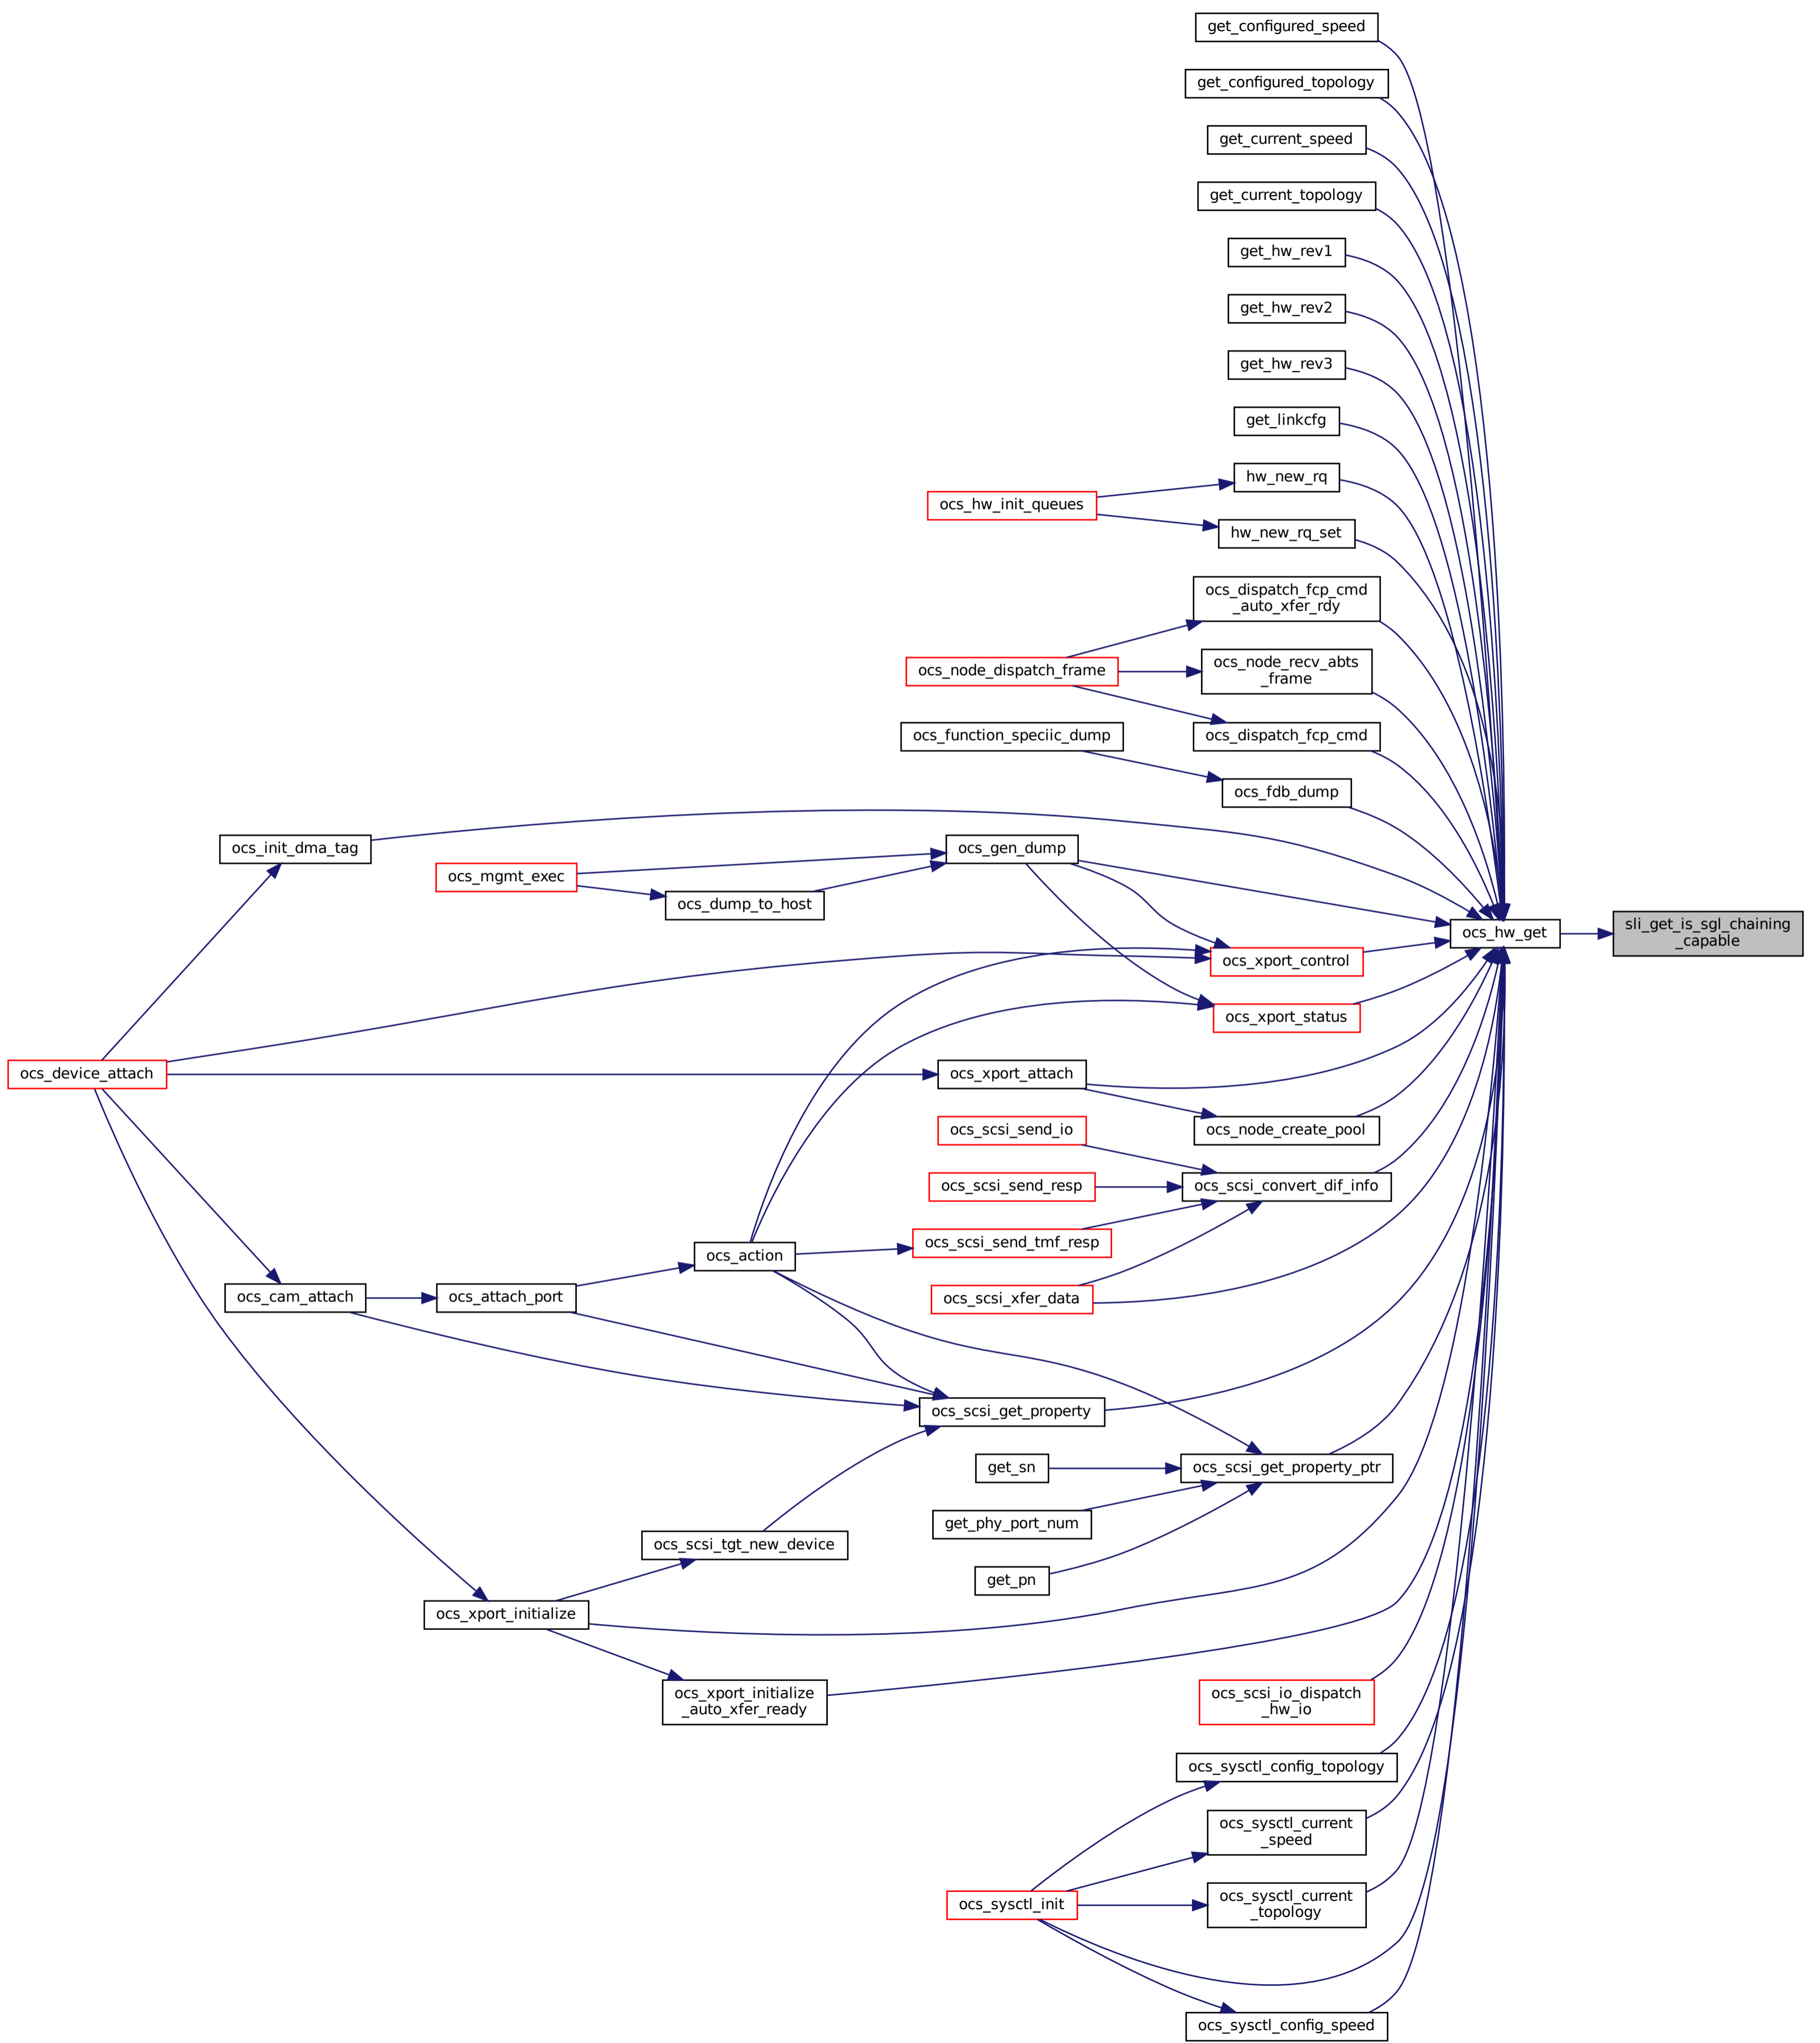 get_configured_speed
get_configured_topology
get_current_speed
get_current_topology
get_hw_rev1
get_hw_rev2
get_hw_rev3
get_linkcfg
hw_new_rq
ocs_hw_init_queues
hw_new_rq_set
ocs_dispatch_fcp_cmd
_auto_xfer_rdy
ocs_node_dispatch_frame
ocs_node_recv_abts
_frame
ocs_function_speciic_dump
ocs_dispatch_fcp_cmd
ocs_fdb_dump
ocs_init_dma_tag
ocs_gen_dump
ocs_mgmt_exec
ocs_dump_to_host
ocs_hw_get
sli_get_is_sgl_chaining
_capable
ocs_xport_control
ocs_xport_status
ocs_device_attach
ocs_xport_attach
ocs_scsi_send_io
ocs_node_create_pool
ocs_scsi_send_resp
ocs_scsi_convert_dif_info
ocs_action
ocs_scsi_send_tmf_resp
ocs_cam_attach
ocs_attach_port
ocs_scsi_xfer_data
ocs_scsi_get_property
get_sn
ocs_scsi_get_property_ptr
get_phy_port_num
ocs_scsi_tgt_new_device
get_pn
ocs_xport_initialize
ocs_xport_initialize
_auto_xfer_ready
ocs_scsi_io_dispatch
_hw_io
ocs_sysctl_config_topology
ocs_sysctl_current
_speed
ocs_sysctl_init
ocs_sysctl_current
_topology
ocs_sysctl_config_speed